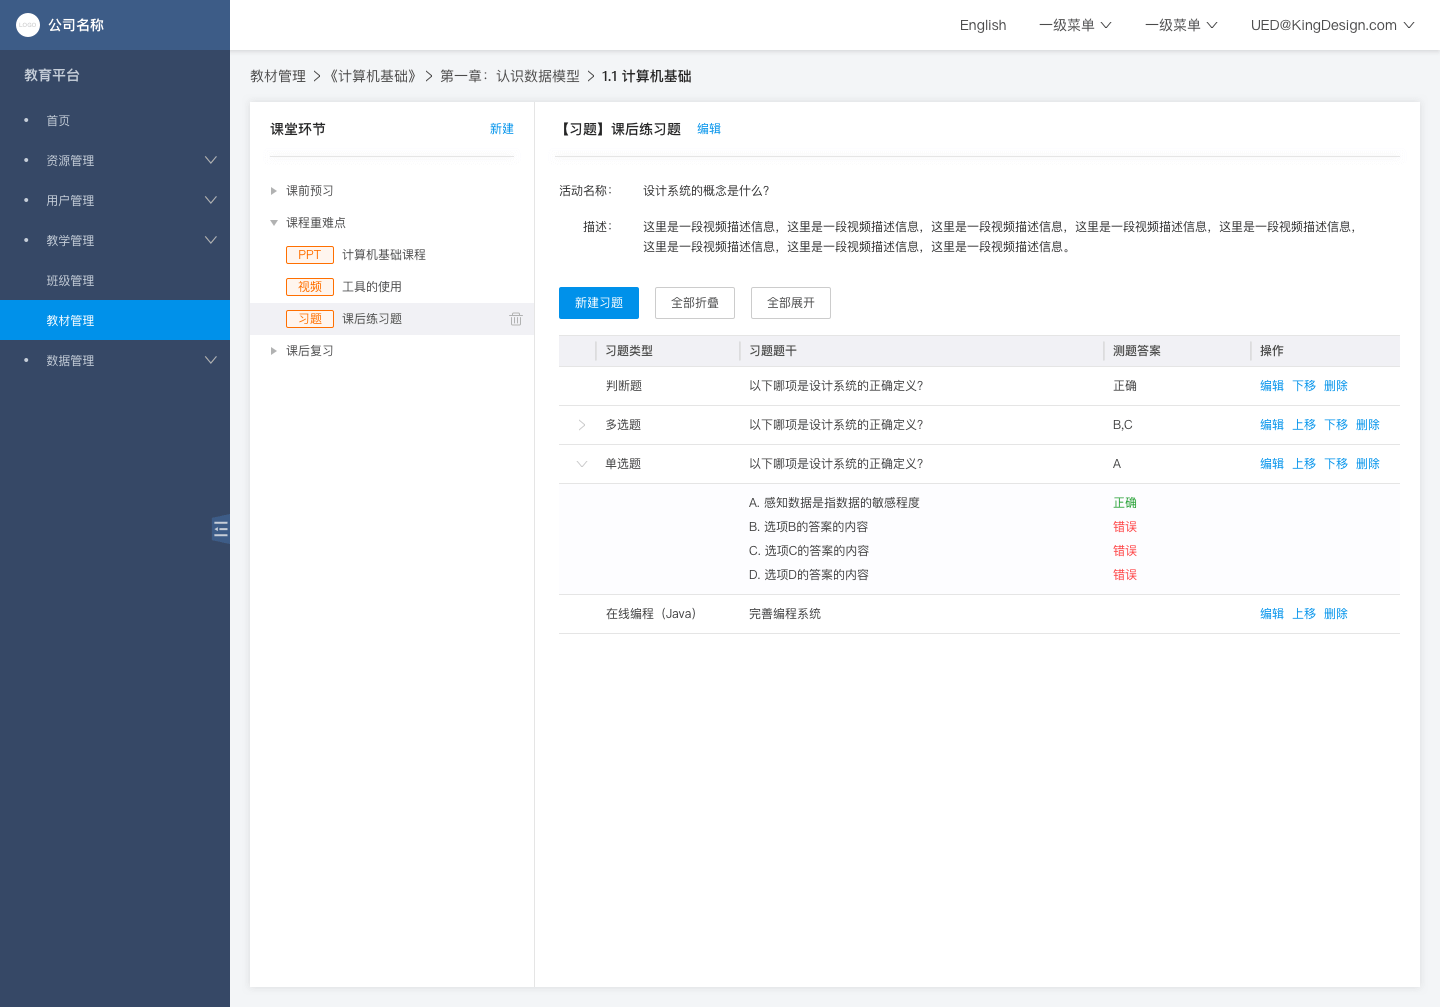 LOGO 公司名称
English 一级菜单 一级菜单 UED@KingDesign.com
教育平台
首页
资源管理
用户管理
教学管理
班级管理
教材管理
数据管理
教材管理 《计算机基础》 第一章：认识数据模型 1.1 计算机基础
课堂环节 新建
课前预习
课程重难点
PPT 计算机基础课程
视频 工具的使用
习题 课后练习题
课后复习
【习题】课后练习题 编辑
活动名称： 设计系统的概念是什么？
描述： 这里是一段视频描述信息，这里是一段视频描述信息，这里是一段视频描述信息，这里是一段视频描述信息，这里是一段视频描述信息，
这里是一段视频描述信息，这里是一段视频描述信息，这里是一段视频描述信息。
新建习题 全部折叠 全部展开
习题类型 习题题干 测题答案 操作
判断题 以下哪项是设计系统的正确定义？ 正确 编辑 下移 删除
多选题 以下哪项是设计系统的正确定义？ B,C 编辑 上移 下移 删除
单选题 以下哪项是设计系统的正确定义？ A 编辑 上移 下移 删除
A. 感知数据是指数据的敏感程度 正确
B. 选项B的答案的内容 错误
C. 选项C的答案的内容 错误
D. 选项D的答案的内容 错误
在线编程（Java） 完善编程系统 编辑 上移 删除